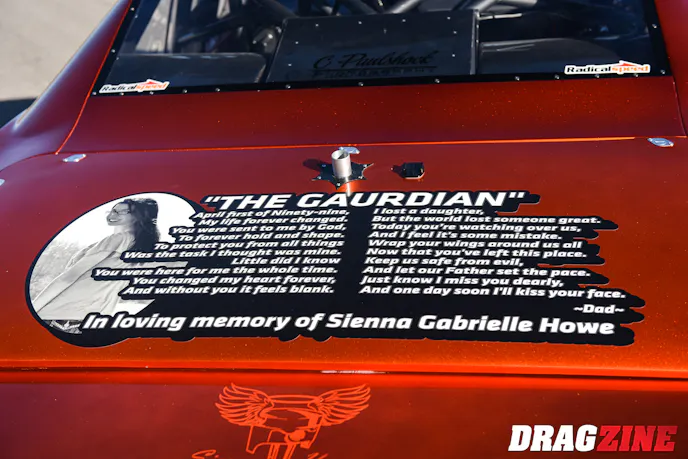 Radicalspeed
Radicalspeed
"THE GAURDIAN"
April first of Ninety-nine,
My life forever changed.
You were sent to me by God,
To forever hold and shape.
To protect you from all things
Was the task I thought was mine.
Little did I know
You were here for me the whole time.
You changed my heart forever,
And without you it feels blank.
I lost a daughter,
But the world lost someone great.
Today you're watching over us,
And I feel it's some mistake.
Wrap your wings around us all
Now that you've left this place.
Keep us safe from evil,
And let our Father set the pace.
Just know I miss you dearly,
And one day soon I'll kiss your face.
~Dad~
In loving memory of Sienna Gabrielle Howe
DRAGZINE